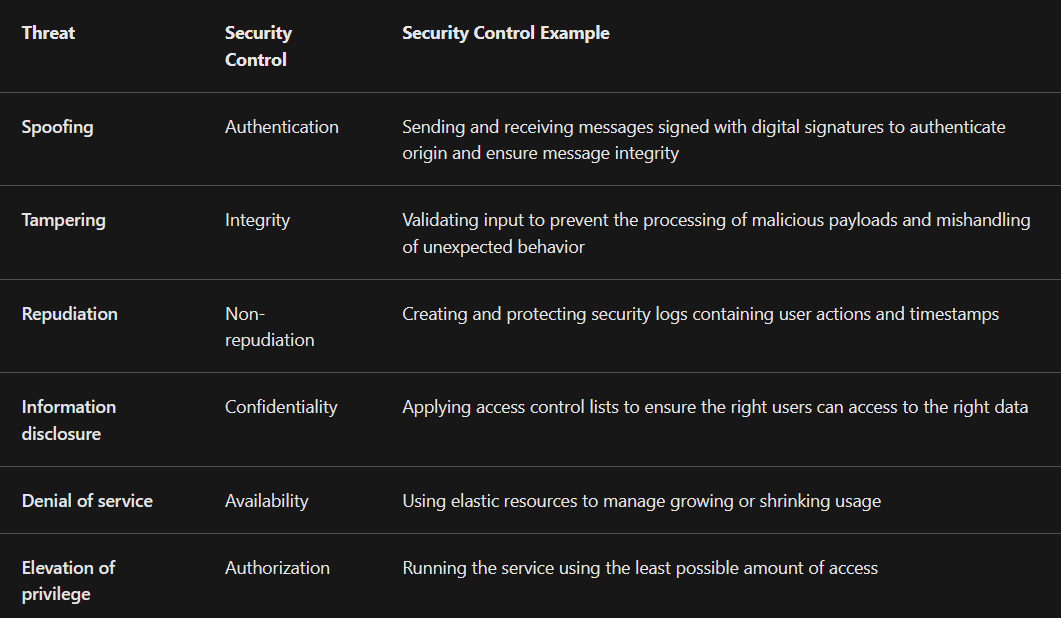 Threat
Security
Control
Security Control Example
Spoofing
Authentication
Sending and receiving messages signed with digital signatures to authenticate
origin and ensure message integrity
Tampering
Integrity
Validating input to prevent the processing of malicious payloads and mishandling
of unexpected behavior
Repudiation
Non-
repudiation
Creating and protecting security logs containing user actions and timestamps
Information
disclosure
Confidentiality
Applying access control lists to ensure the right users can access to the right data
Denial of service
Availability
Using elastic resources to manage growing or shrinking usage
Elevation of
privilege
Authorization
Running the service using the least possible amount of access